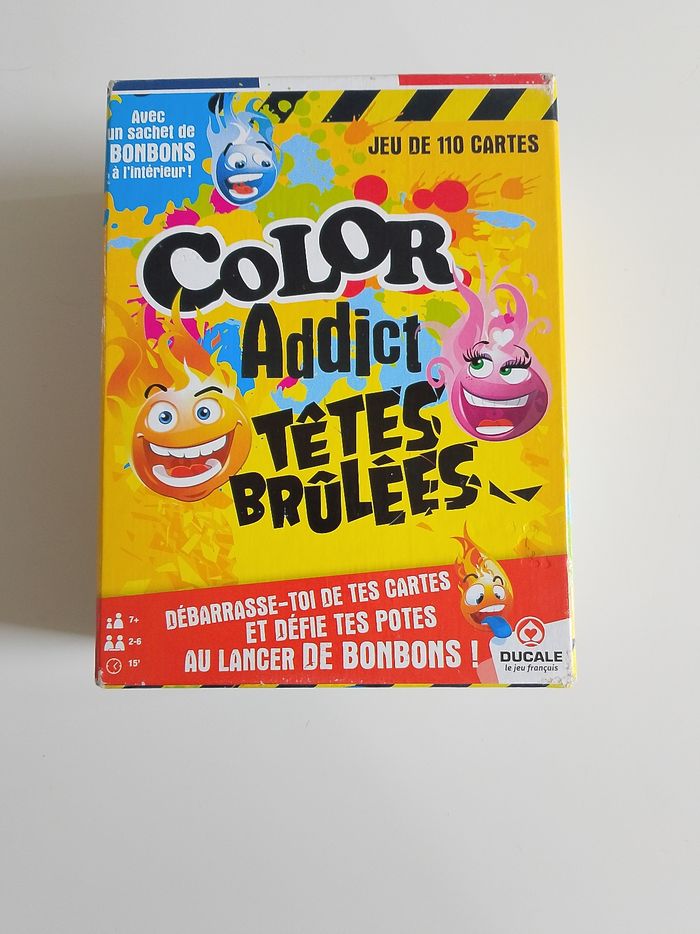 Avec
un sachet de
BONBONS
à l'intérieur !
JEU DE 110 CARTES
COLOR
Addict
TÊTES
BRÛLÉES
DÉBARRASSE-TOI DE TES CARTES
ET DÉFIE TES POTES
AU LANCER DE BONBONS !
7+
2-6
15'
DUCALE
le jeu français